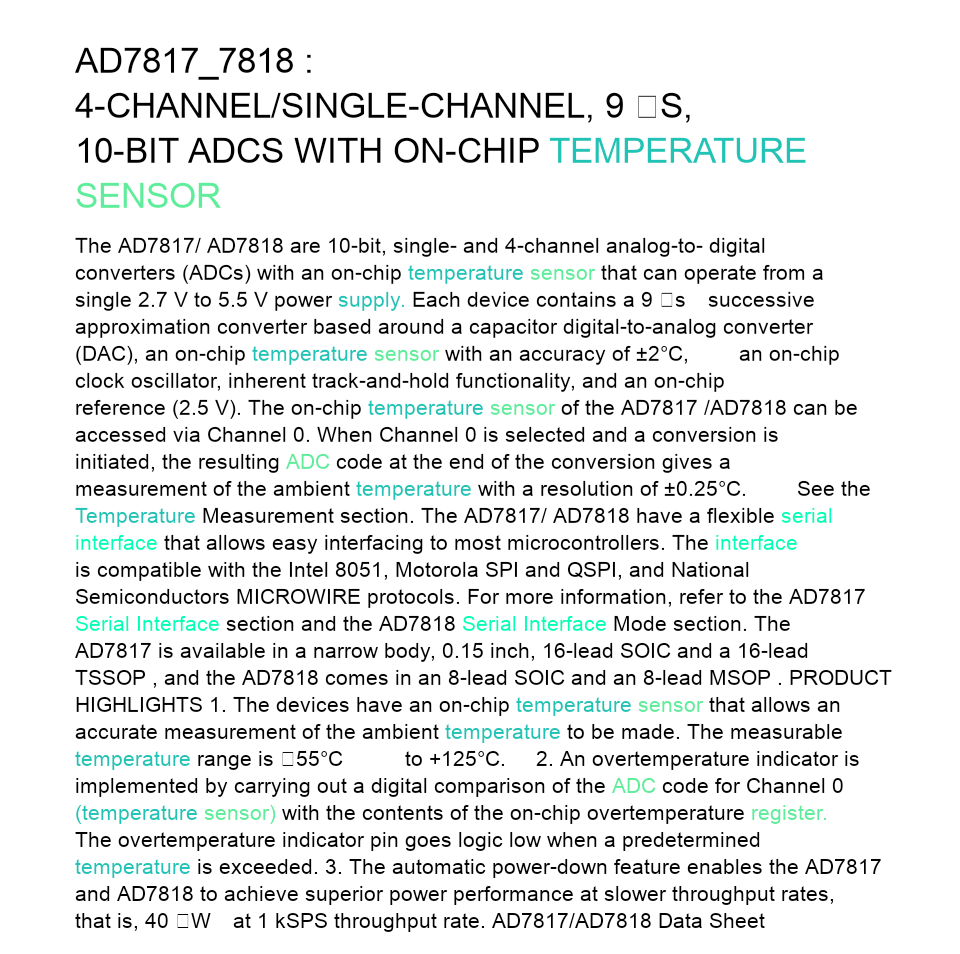 AD7817_7818 :
4-CHANNEL/SINGLE-CHANNEL, 9 □S,
10-BIT ADCS WITH ON-CHIP TEMPERATURE
SENSOR
The AD7817/ AD7818 are 10-bit, single- and 4-channel analog-to- digital
converters (ADCs) with an on-chip temperature sensor that can operate from a
single 2.7 V to 5.5 V power supply. Each device contains a 9 □s successive
approximation converter based around a capacitor digital-to-analog converter
(DAC), an on-chip temperature sensor with an accuracy of ±2°C, an on-chip
clock oscillator, inherent track-and-hold functionality, and an on-chip
reference (2.5 V). The on-chip temperature sensor of the AD7817 /AD7818 can be
accessed via Channel 0. When Channel 0 is selected and a conversion is
initiated, the resulting ADC code at the end of the conversion gives a
measurement of the ambient temperature with a resolution of ±0.25°C. See the
Temperature Measurement section. The AD7817/ AD7818 have a flexible serial
interface that allows easy interfacing to most microcontrollers. The interface
is compatible with the Intel 8051, Motorola SPI and QSPI, and National
Semiconductors MICROWIRE protocols. For more information, refer to the AD7817
Serial Interface section and the AD7818 Serial Interface Mode section. The
AD7817 is available in a narrow body, 0.15 inch, 16-lead SOIC and a 16-lead
TSSOP , and the AD7818 comes in an 8-lead SOIC and an 8-lead MSOP . PRODUCT
HIGHLIGHTS 1. The devices have an on-chip temperature sensor that allows an
accurate measurement of the ambient temperature to be made. The measurable
temperature range is □55°C to +125°C. 2. An overtemperature indicator is
implemented by carrying out a digital comparison of the ADC code for Channel 0
(temperature sensor) with the contents of the on-chip overtemperature register.
The overtemperature indicator pin goes logic low when a predetermined
temperature is exceeded. 3. The automatic power-down feature enables the AD7817
and AD7818 to achieve superior power performance at slower throughput rates,
that is, 40 □W at 1 kSPS throughput rate. AD7817/AD7818 Data Sheet